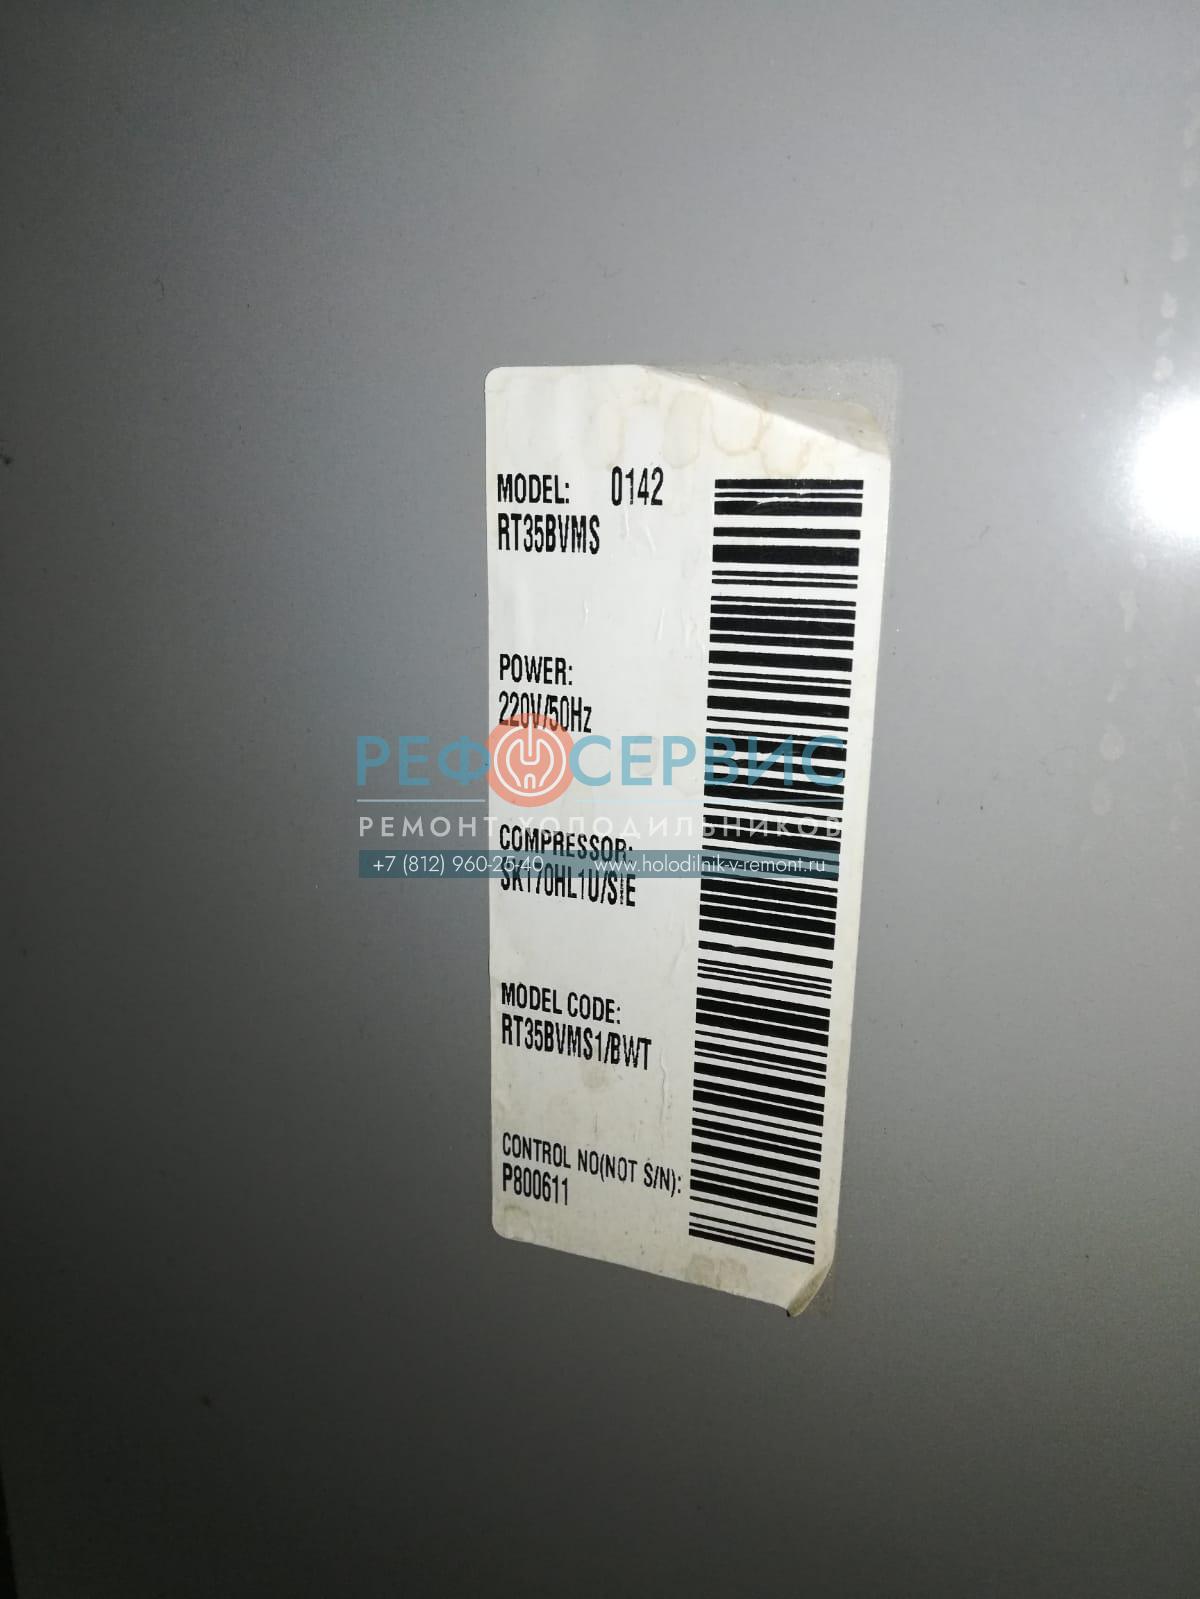 MODEL: 0142
RT35BVMS
POWER:
220V/50Hz
РЕФ СЕРВИС
РЕМОНТ ХОЛОДИЛЬНИКОВ
COMPRESSOR:
+7 (812) 960-25-40 www.holodilnik-v-remont.ru
SK170HL1U/SIE
MODEL CODE:
RT35BVMS1/BWT
CONTROL NO(NOT S/N):
P800611